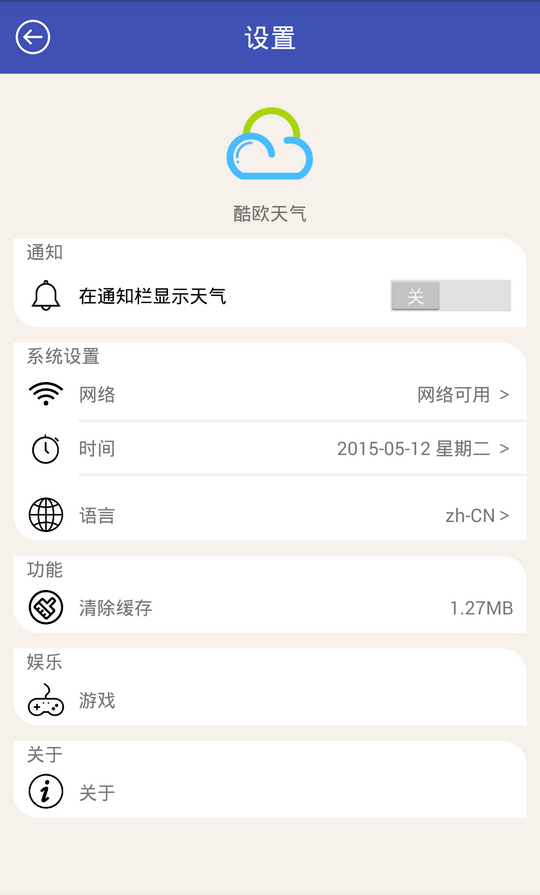 设置
酷欧天气
通知
在通知栏显示天气 关
系统设置
网络 网络可用 >
时间 2015-05-12 星期二 >
语言 zh-CN >
功能
清除缓存 1.27MB
娱乐
游戏
关于
关于